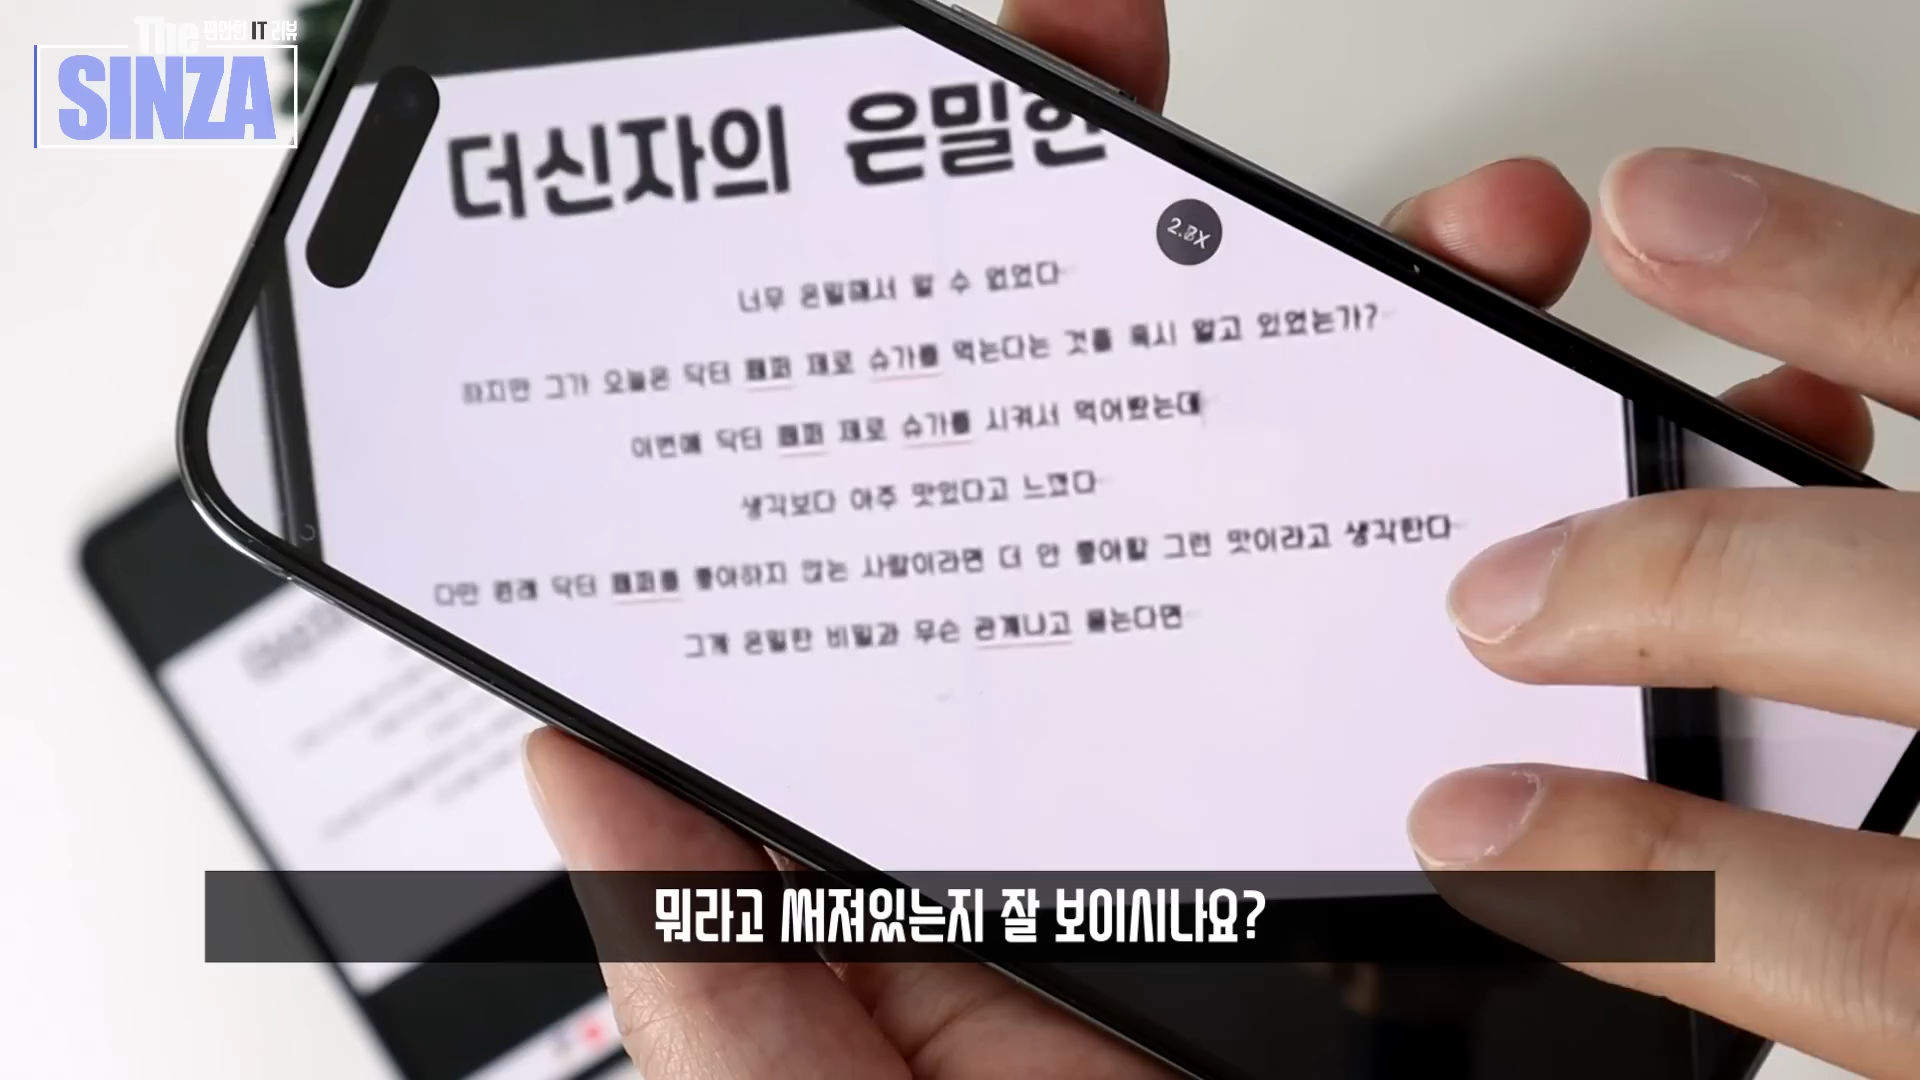 The 편안한 IT 리뷰
SINZA
더신자의 은밀한
2.8X
너무 은밀해서 알 수 없었다
하지만 그가 오늘은 닥터 페퍼 제로 슈가를 먹는다는 것을 혹시 알고 있었는가?
이번에 닥터 페퍼 제로 슈가를 시켜서 먹어봤는데
생각보다 아주 맛있다고 느꼈다
다만 원래 닥터 페퍼를 좋아하지 않는 사람이라면 더 안 좋아할 그런 맛이라고 생각한다
그게 은밀한 비밀과 무슨 관계냐고 묻는다면
뭐라고 써져있는지 잘 보이시나요?